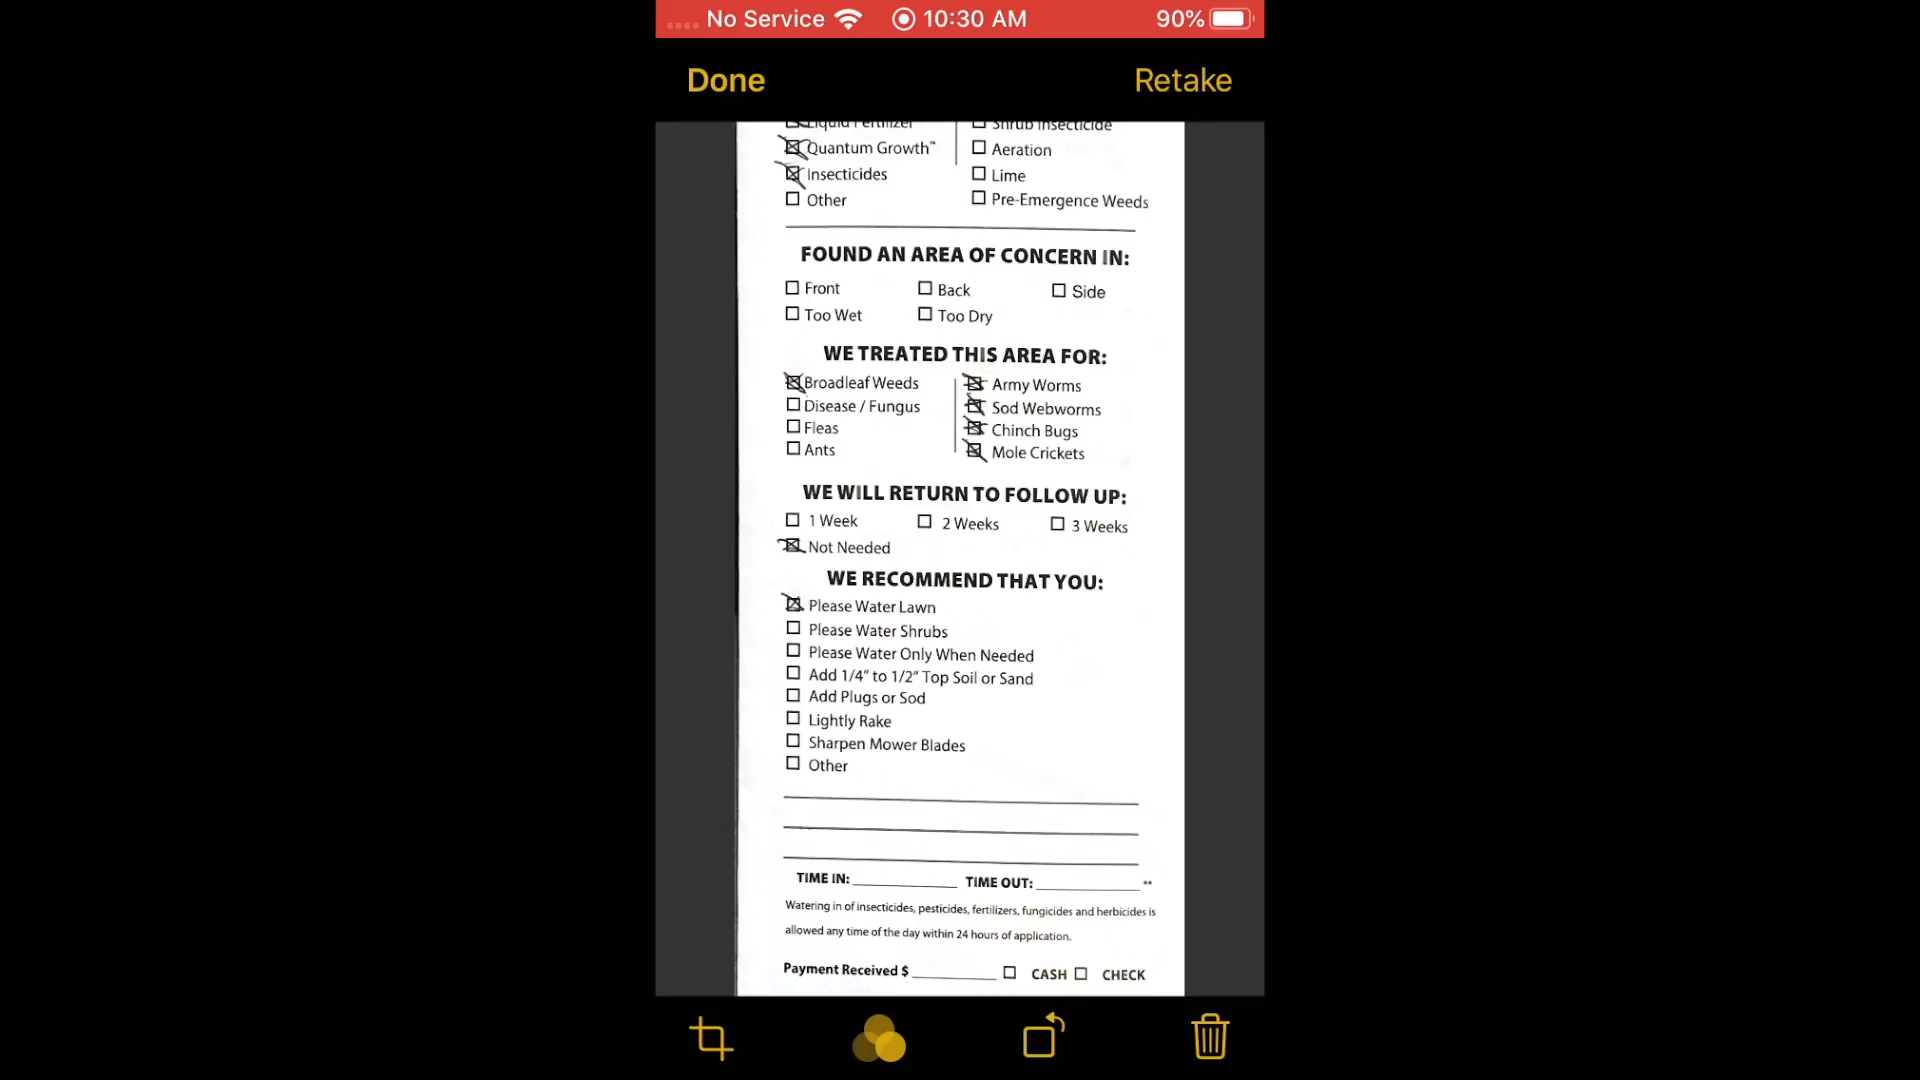 No Service 10:30 AM 90%
Done Retake
Liquid Fertilizer Shrub Insecticide
Quantum Growth™ Aeration
Insecticides Lime
Other Pre-Emergence Weeds
FOUND AN AREA OF CONCERN IN:
Front Back Side
Too Wet Too Dry
WE TREATED THIS AREA FOR:
Broadleaf Weeds Army Worms
Disease / Fungus Sod Webworms
Fleas Chinch Bugs
Ants Mole Crickets
WE WILL RETURN TO FOLLOW UP:
1 Week 2 Weeks 3 Weeks
Not Needed
WE RECOMMEND THAT YOU:
Please Water Lawn
Please Water Shrubs
Please Water Only When Needed
Add 1/4" to 1/2" Top Soil or Sand
Add Plugs or Sod
Lightly Rake
Sharpen Mower Blades
Other
TIME IN: TIME OUT: **
Watering in of insecticides, pesticides, fertilizers, fungicides and herbicides is
allowed any time of the day within 24 hours of application.
Payment Received $ CASH CHECK